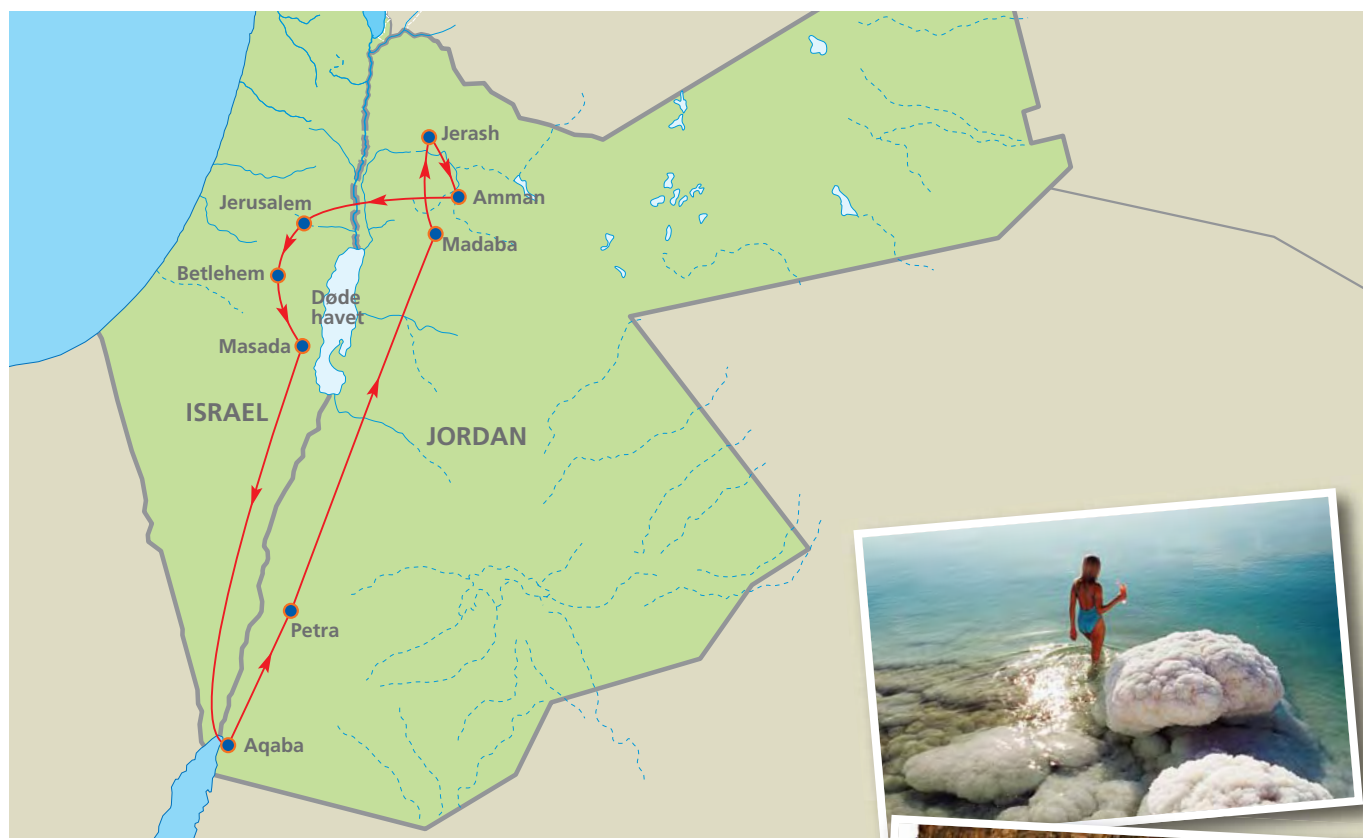 Jerash
Amman
Jerusalem
Madaba
Betlehem
Døde
havet
Masada
ISRAEL
JORDAN
Petra
Aqaba